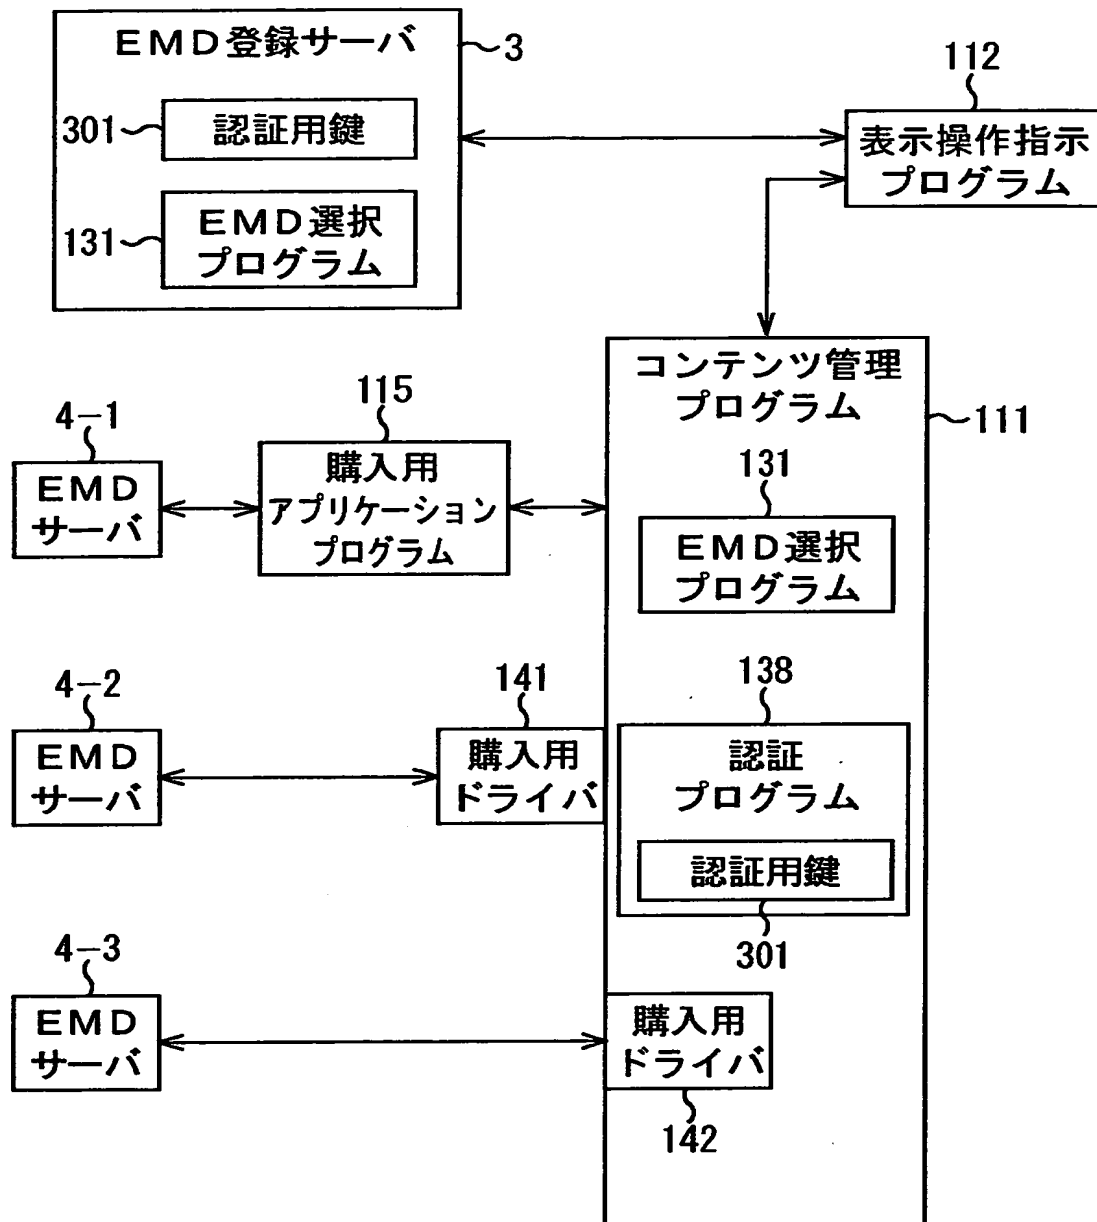 EMD登録サーバ
3
301
認証用鍵
131
EMD選択
プログラム
112
表示操作指示
プログラム
コンテンツ管理
プログラム
111
4-1
EMD
サーバ
115
購入用
アプリケーション
プログラム
131
EMD選択
プログラム
4-2
EMD
サーバ
141
購入用
ドライバ
138
認証
プログラム
認証用鍵
301
4-3
EMD
サーバ
購入用
ドライバ
142